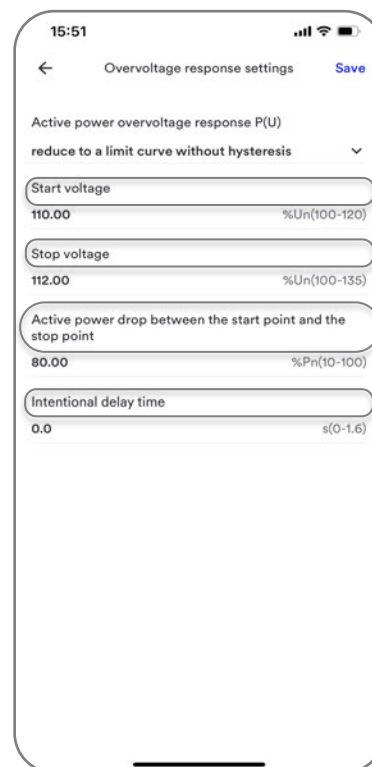 15:51
Overvoltage response settings Save
Active power overvoltage response P(U)
reduce to a limit curve without hysteresis
Start voltage
110.00 %Un(100-120)
Stop voltage
112.00 %Un(100-135)
Active power drop between the start point and the
stop point
80.00 %Pn(10-100)
Intentional delay time
0.0 s(0-1.6)